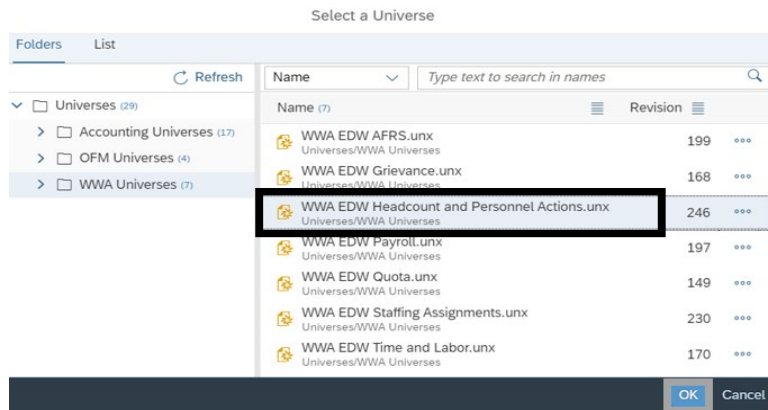 Select a Universe
Folders List
Refresh
Name Type text to search in names
Universes (29)
Name (7) Revision
Accounting Universes (17)
WWA EDW AFRS.unx 199
Universes/WWA Universes
OFM Universes (4)
WWA EDW Grievance.unx 168
Universes/WWA Universes
WWA Universes (7)
WWA EDW Headcount and Personnel Actions.unx 246
Universes/WWA Universes
WWA EDW Payroll.unx 197
Universes/WWA Universes
WWA EDW Quota.unx 149
Universes/WWA Universes
WWA EDW Staffing Assignments.unx 230
Universes/WWA Universes
WWA EDW Time and Labor.unx 170
Universes/WWA Universes
OK Cancel